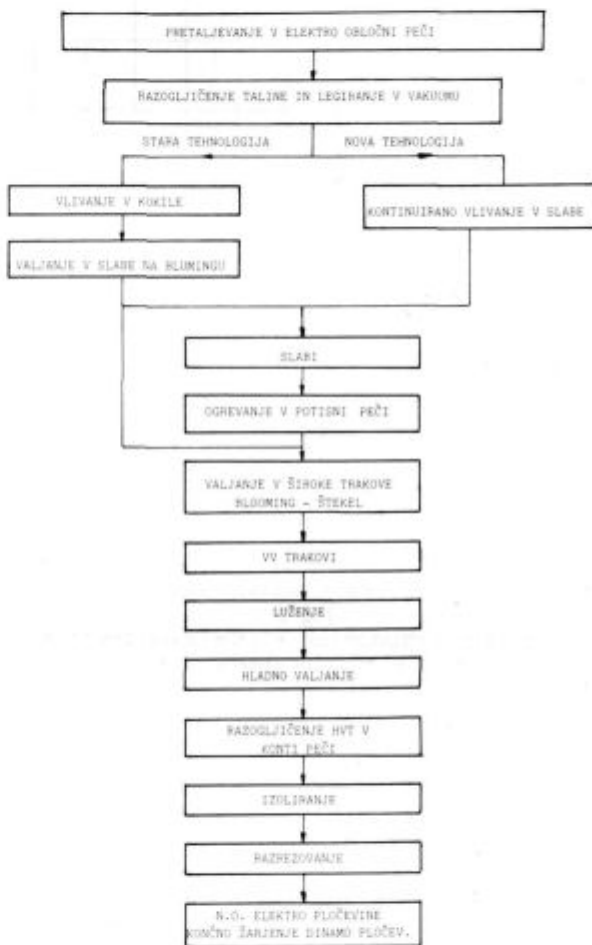 PRETALJEVANJE V ELEKTRO OBLOČNI PEČI
RAZOGLJIČENJE TALINE IN LEGIRANJE V VAKUUMU
STARA TEHNOLOGIJA
NOVA TEHNOLOGIJA
VLIVANJE V KOKILE
KONTINUIRANO VLIVANJE V SLABE
VALJANJE V SLABE NA BLUMINGU
SLABI
OGREVANJE V POTISNI PEČI
VALJANJE V ŠIROKE TRAKOVE
BLOOMING - ŠTEKEL
VV TRAKOVI
LUŽENJE
HLADNO VALJANJE
RAZOGLJIČENJE HVT V
KONTI PEČI
IZOLIRANJE
RAZREZOVANJE
N.O. ELEKTRO PLOČEVINE
KONČNO ŽARJENJE DINAMO PLOČEV.